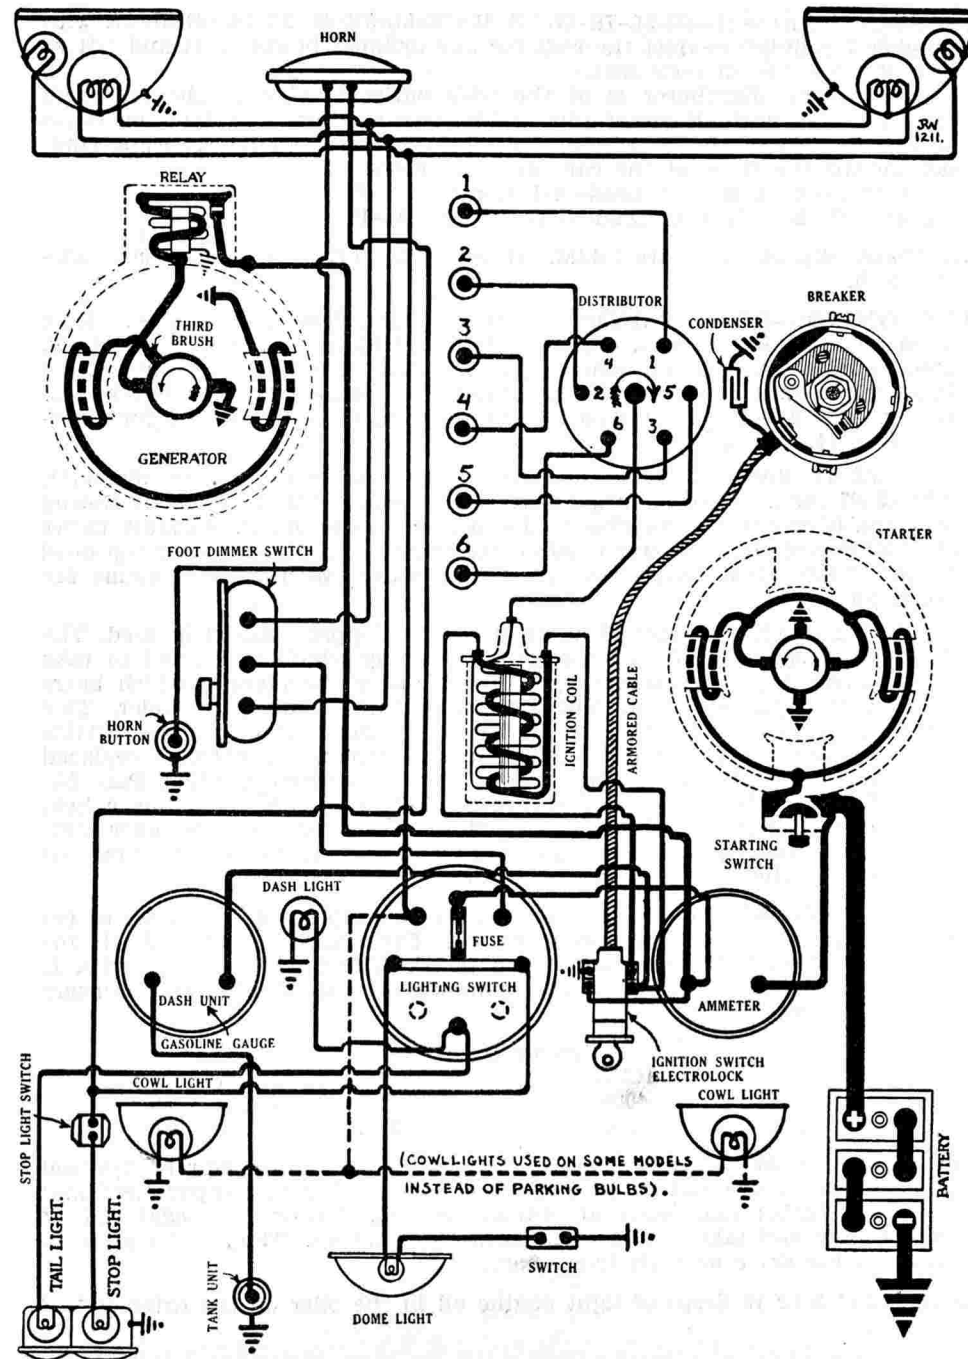 HORN
JRW
1211.
RELAY
THIRD
BRUSH
GENERATOR
1
2
3
4
5
6
DISTRIBUTOR
4
1
2
5
6
3
CONDENSER
BREAKER
STARTER
FOOT DIMMER SWITCH
HORN
BUTTON
IGNITION COIL
ARMORED CABLE
STARTING
SWITCH
DASH LIGHT
FUSE
LIGHTING SWITCH
DASH UNIT
GASOLINE GAUGE
AMMETER
IGNITION SWITCH
ELECTROLOCK
STOP LIGHT SWITCH
COWL LIGHT
COWL LIGHT
(COWLLIGHTS USED ON SOME MODELS
INSTEAD OF PARKING BULBS).
BATTERY
TAIL LIGHT
STOP LIGHT.
TANK UNIT
DOME LIGHT
SWITCH